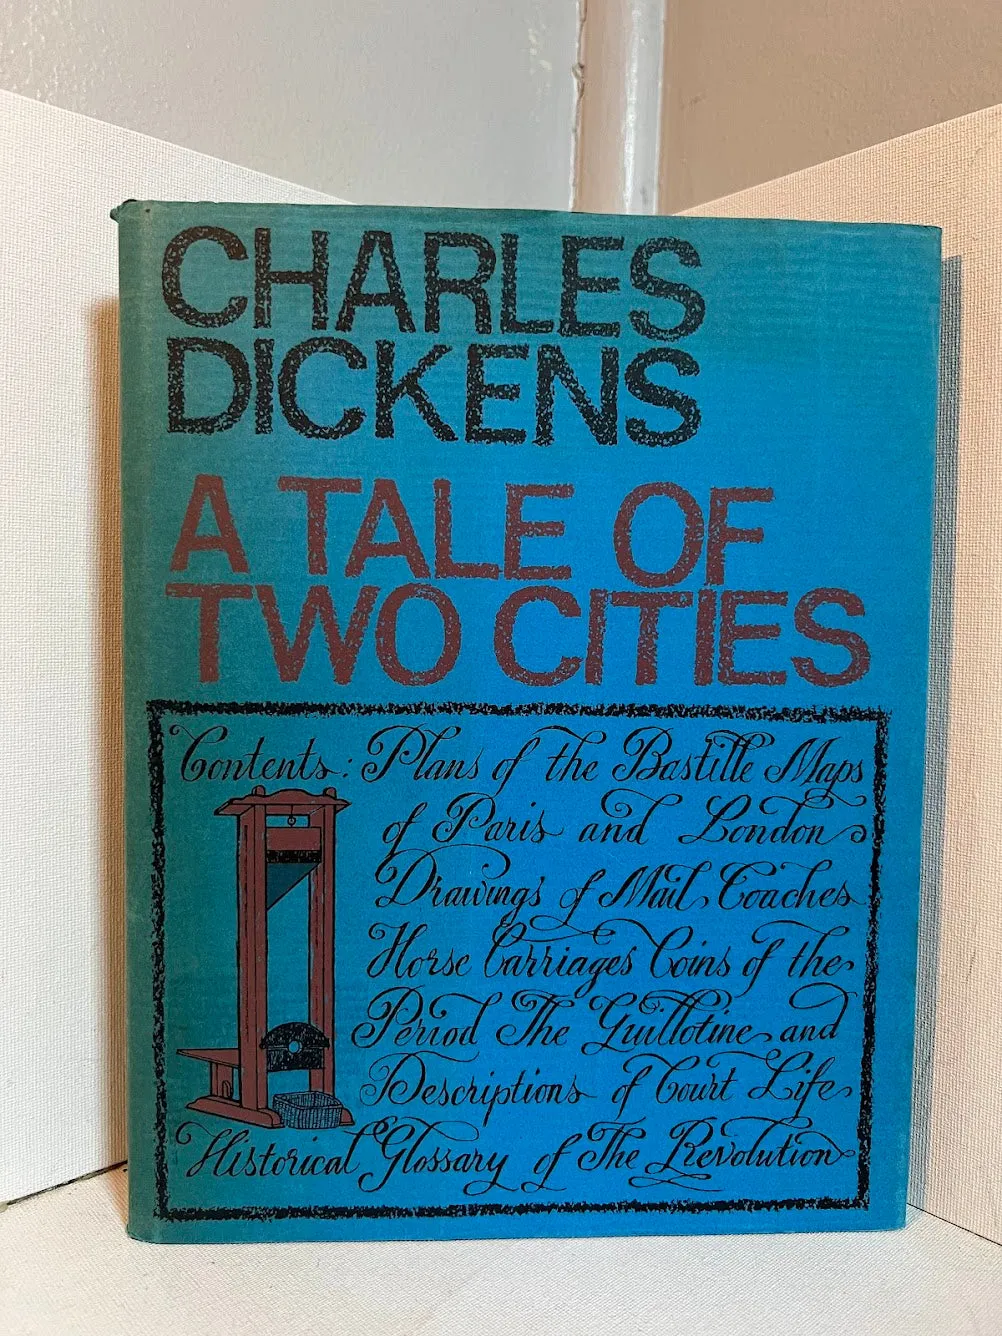 CHARLES
DICKENS
A TALE OF
TWO CITIES
Contents: Plans of the Bastille Maps
of Paris and London
Drawings of Mail Coaches
Horse Carriages Coins of the
Period The Guillotine and
Descriptions of Court Life
Historical Glossary of The Revolution